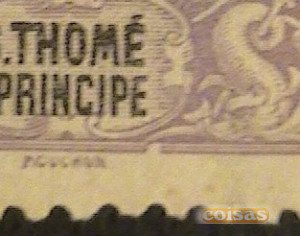 S. THOMÉ
PRINCIPE
coisas